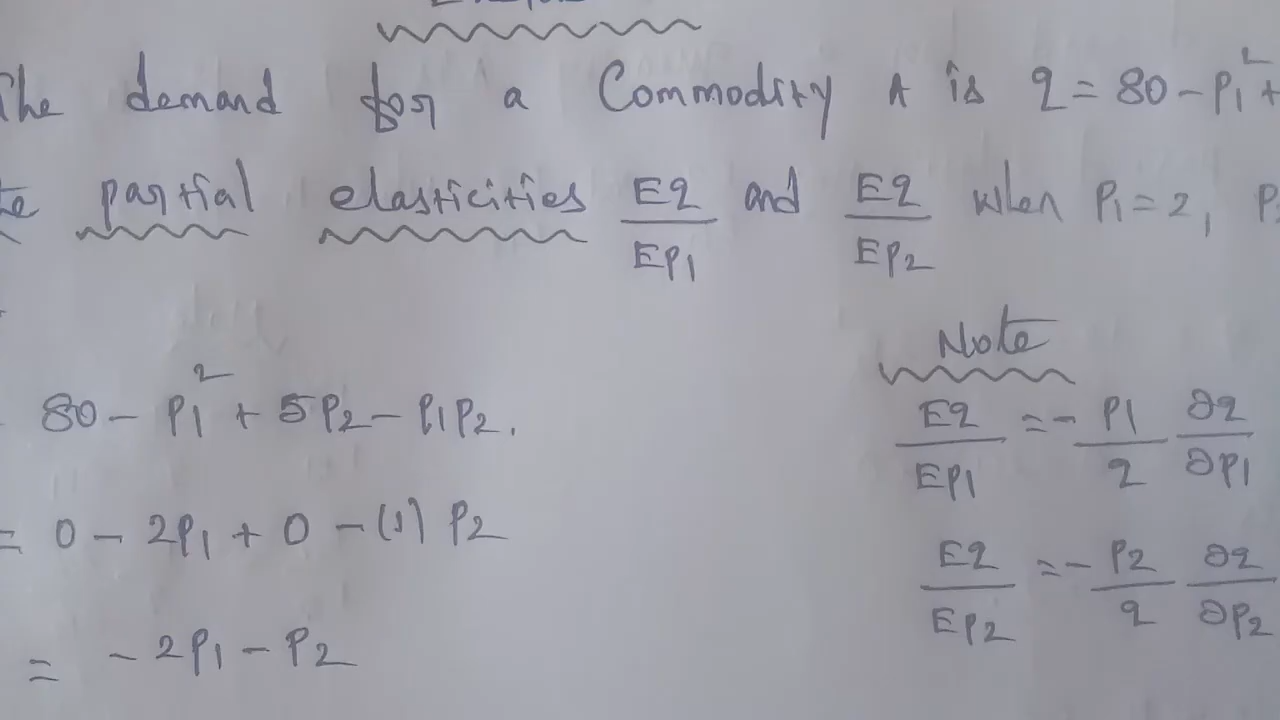 The demand for a Commodity A is q = 80 - P₁² +
partial elasticities Eq/EP₁ and Eq/EP₂ when P₁ = 2,
Note
80 - P₁² + 5P₂ - P₁P₂.
Eq/EP₁ = - P₁/q ∂q/∂P₁
= 0 - 2P₁ + 0 - (1) P₂
Eq/EP₂ = - P₂/q ∂q/∂P₂
= - 2P₁ - P₂